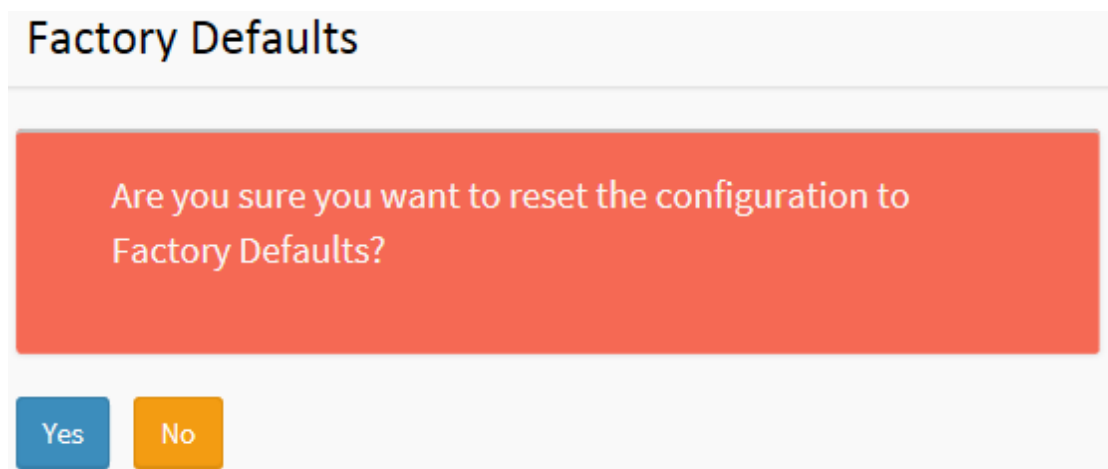 Factory Defaults
Are you sure you want to reset the configuration to
Factory Defaults?
Yes No